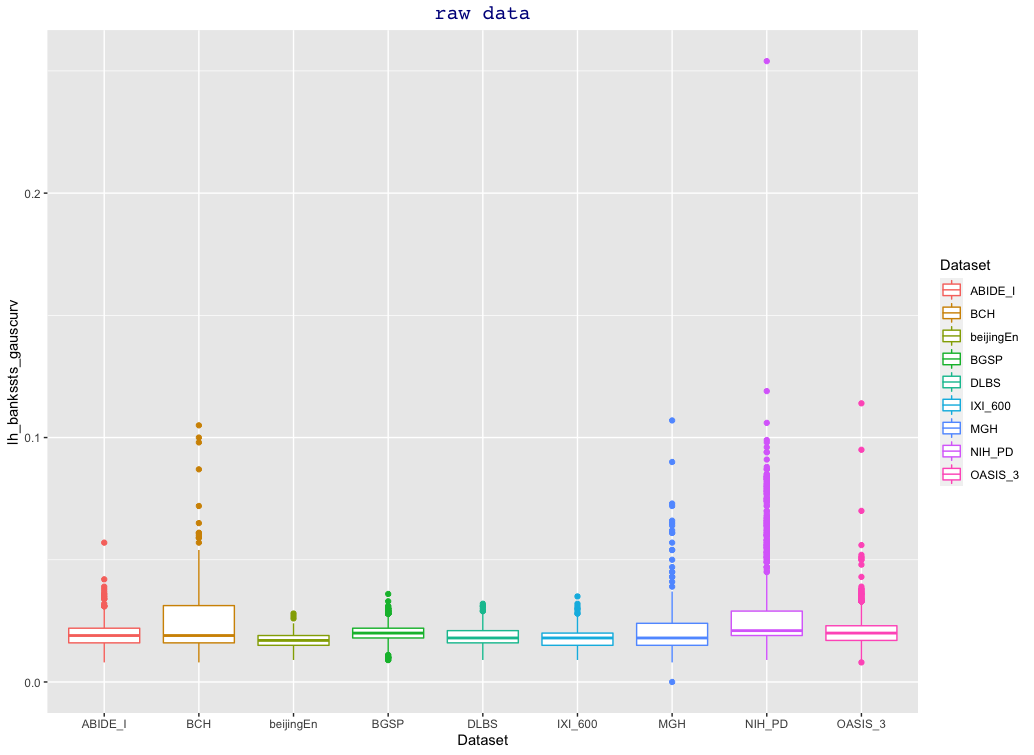 raw data
lh_bankssts_gauscurv
0.2
0.1
0.0
ABIDE_I BCH beijingEn BGSP DLBS IXI_600 MGH NIH_PD OASIS_3
Dataset
Dataset
ABIDE_I
BCH
beijingEn
BGSP
DLBS
IXI_600
MGH
NIH_PD
OASIS_3